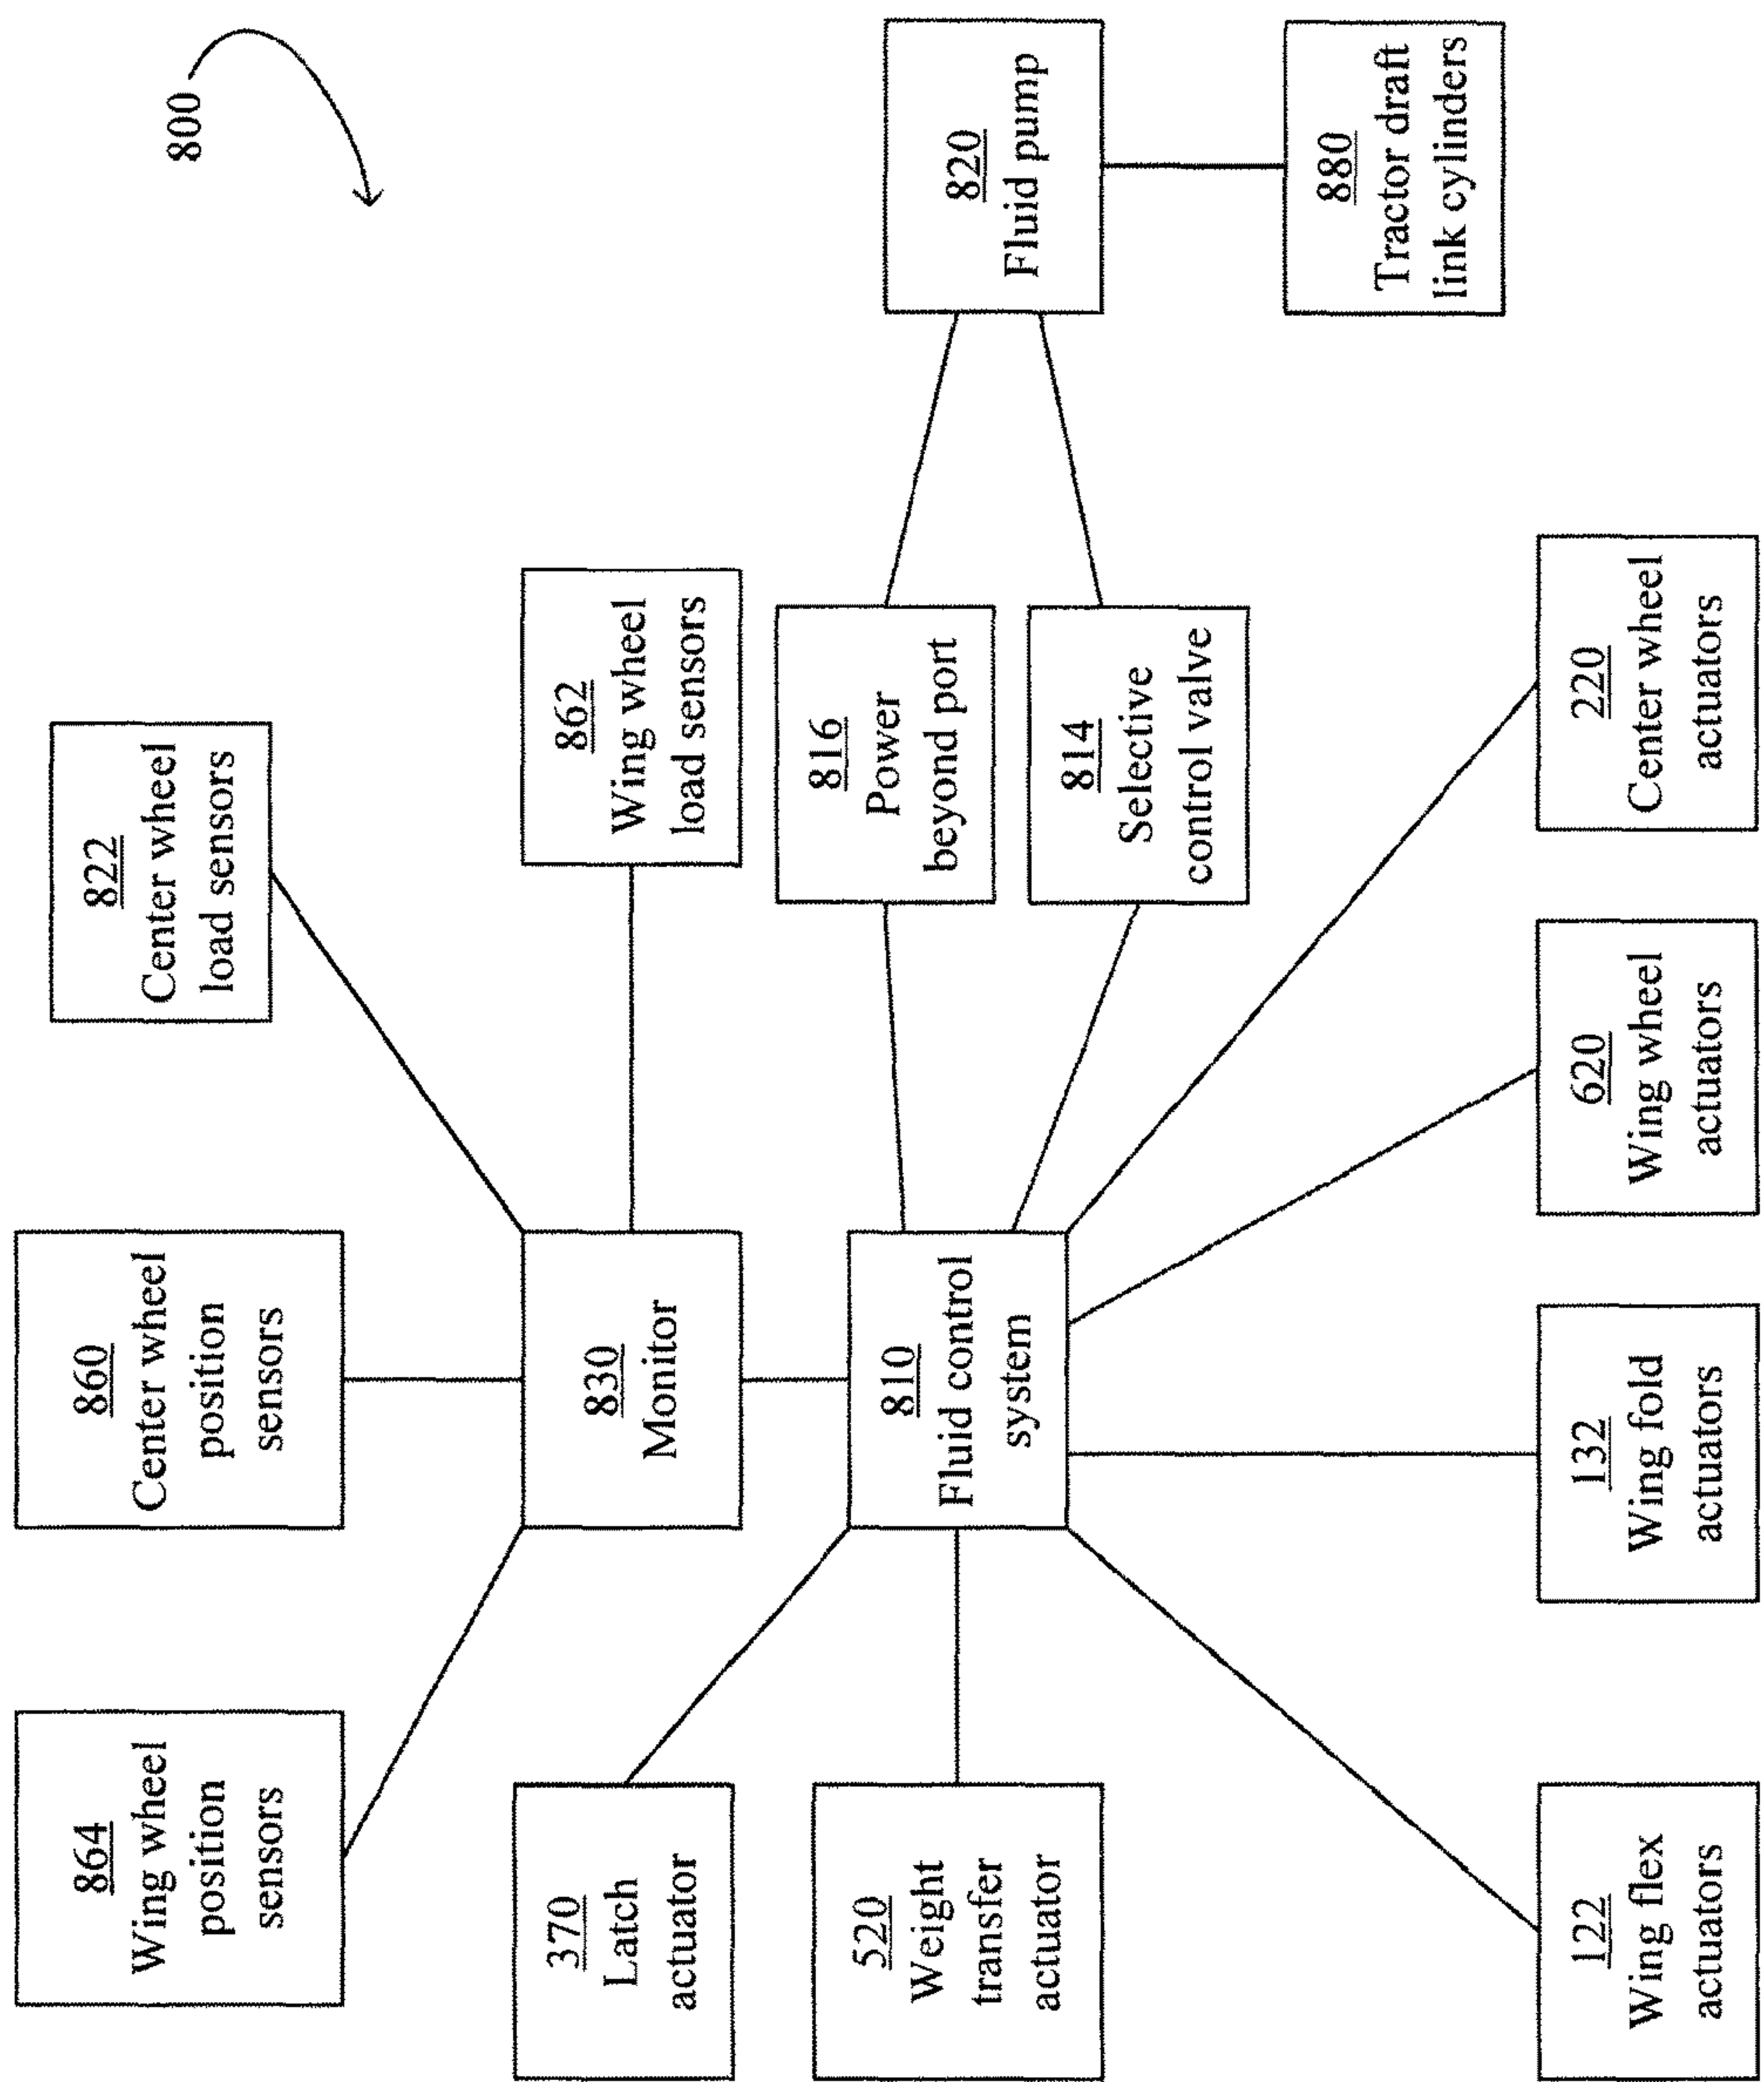 800
864
Wing wheel
position
sensors
860
Center wheel
position
sensors
822
Center wheel
load sensors
370
Latch
actuator
830
Monitor
862
Wing wheel
load sensors
520
Weight
transfer
actuator
810
Fluid control
system
816
Power
beyond port
814
Selective
control valve
820
Fluid pump
880
Tractor draft
link cylinders
122
Wing flex
actuators
132
Wing fold
actuators
620
Wing wheel
actuators
220
Center wheel
actuators